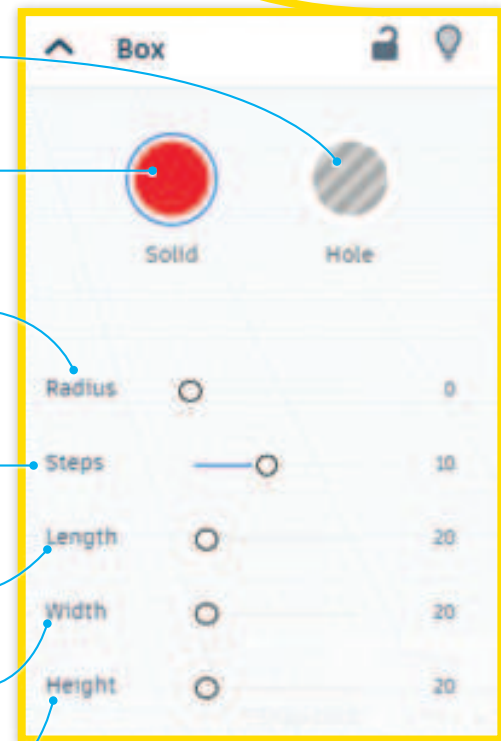 Box
Solid Hole
Radius 0
Steps 10
Length 20
Width 20
Height 20